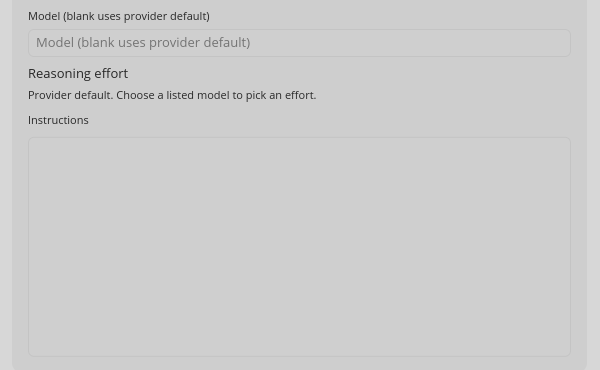 Model (blank uses provider default)
Model (blank uses provider default)
Reasoning effort
Provider default. Choose a listed model to pick an effort.
Instructions